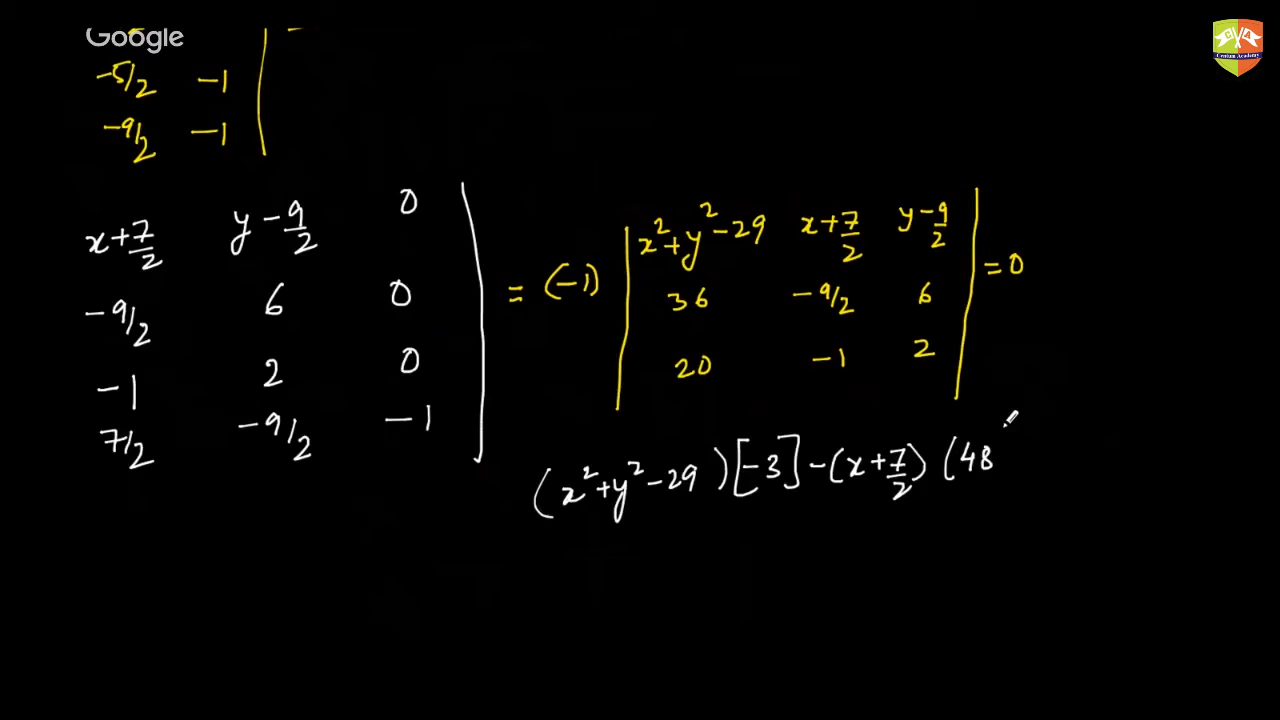 Google
-5/2 -1
-9/2 -1
x+7/2 y-9/2 0
-9/2 6 0
-1 2 0
7/2 -9/2 -1
= (-1) | x²+y²-29 x+7/2 y-9/2 | = 0
36 -9/2 6
20 -1 2
(x²+y²-29)[-3]-(x+7/2)(48
Centum Academy